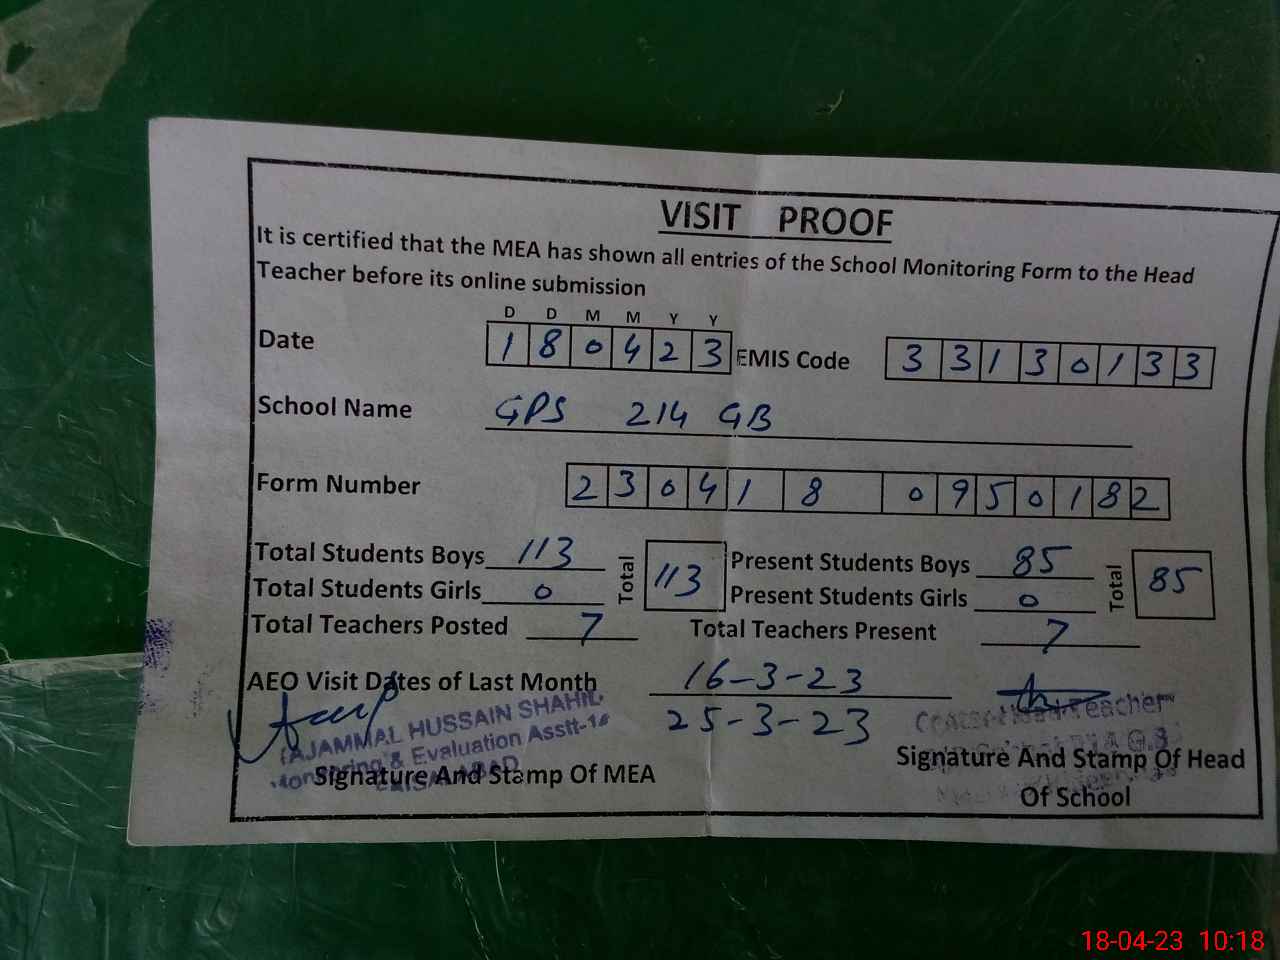 VISIT PROOF
It is certified that the MEA has shown all entries of the School Monitoring Form to the Head
Teacher before its online submission
D D M M Y Y
Date 1 8 0 4 2 3 EMIS Code 3 3 1 3 0 1 3 3
School Name GPS 214 GB
Form Number 2 3 0 4 1 8 0 9 5 0 1 8 2
Total Students Boys 113 Total 113 Present Students Boys 85 Total 85
Total Students Girls 0 Present Students Girls 0
Total Teachers Posted 7 Total Teachers Present 7
AEO Visit Dates of Last Month 16-3-23
25-3-23
TAJAMMAL HUSSAIN SHAHID
Monitoring & Evaluation Asstt-1#
FAISALABAD
Teacher
Signature And Stamp Of MEA
Signature And Stamp Of Head
Of School
18-04-23 10:18